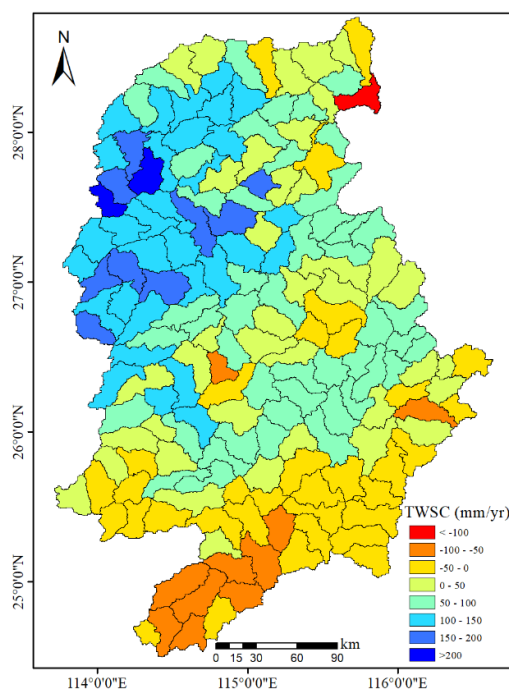 N
28°0'0"N
27°0'0"N
26°0'0"N
25°0'0"N
TWSC (mm/yr)
< -100
-100 - -50
-50 - 0
0 - 50
50 - 100
100 - 150
150 - 200
>200
km
0 15 30 60 90
114°0'0"E
115°0'0"E
116°0'0"E